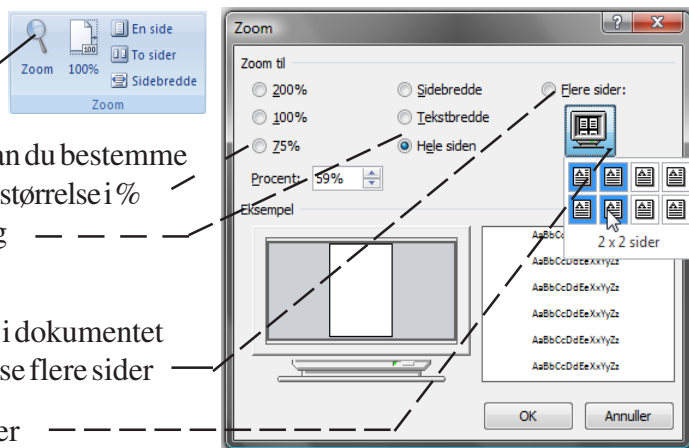 En side
To sider
Sidebredde
Zoom
100%
100
Zoom
an du bestemme
størrelse i %
g
i dokumentet
se flere sider
er
Zoom
?
Zoom til
200%
Sidebredde
Flere sider:
100%
Tekstbredde
75%
Hele siden
Procent:
59%
2 x 2 sider
Eksempel
AaBbCcDdEeXxYyZz
AaBbCcDdEeXxYyZz
AaBbCcDdEeXxYyZz
AaBbCcDdEeXxYyZz
AaBbCcDdEeXxYyZz
OK
Annuller